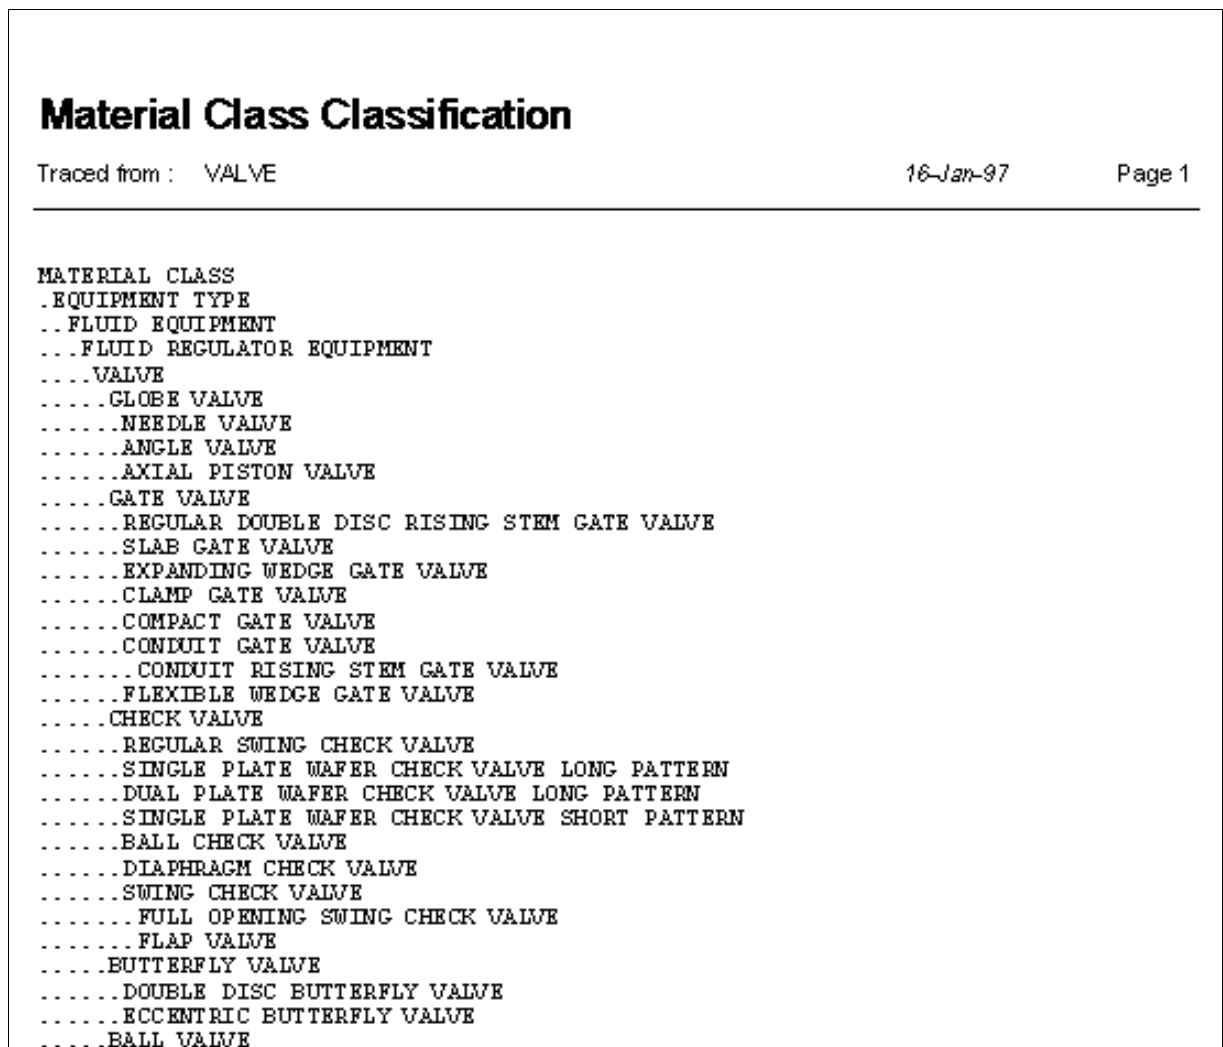 Material Class Classification
Traced from : VALVE 16-Jan-97 Page 1
MATERIAL CLASS
.EQUIPMENT TYPE
..FLUID EQUIPMENT
...FLUID REGULATOR EQUIPMENT
....VALVE
.....GLOBE VALVE
......NEEDLE VALVE
......ANGLE VALVE
......AXIAL PISTON VALVE
.....GATE VALVE
......REGULAR DOUBLE DISC RISING STEM GATE VALVE
......SLAB GATE VALVE
......EXPANDING WEDGE GATE VALVE
......CLAMP GATE VALVE
......COMPACT GATE VALVE
......CONDUIT GATE VALVE
.......CONDUIT RISING STEM GATE VALVE
......FLEXIBLE WEDGE GATE VALVE
.....CHECK VALVE
......REGULAR SWING CHECK VALVE
......SINGLE PLATE WAFER CHECK VALVE LONG PATTERN
......DUAL PLATE WAFER CHECK VALVE LONG PATTERN
......SINGLE PLATE WAFER CHECK VALVE SHORT PATTERN
......BALL CHECK VALVE
......DIAPHRAGM CHECK VALVE
......SWING CHECK VALVE
.......FULL OPENING SWING CHECK VALVE
.......FLAP VALVE
.....BUTTERFLY VALVE
......DOUBLE DISC BUTTERFLY VALVE
......ECCENTRIC BUTTERFLY VALVE
.....BALL VALVE